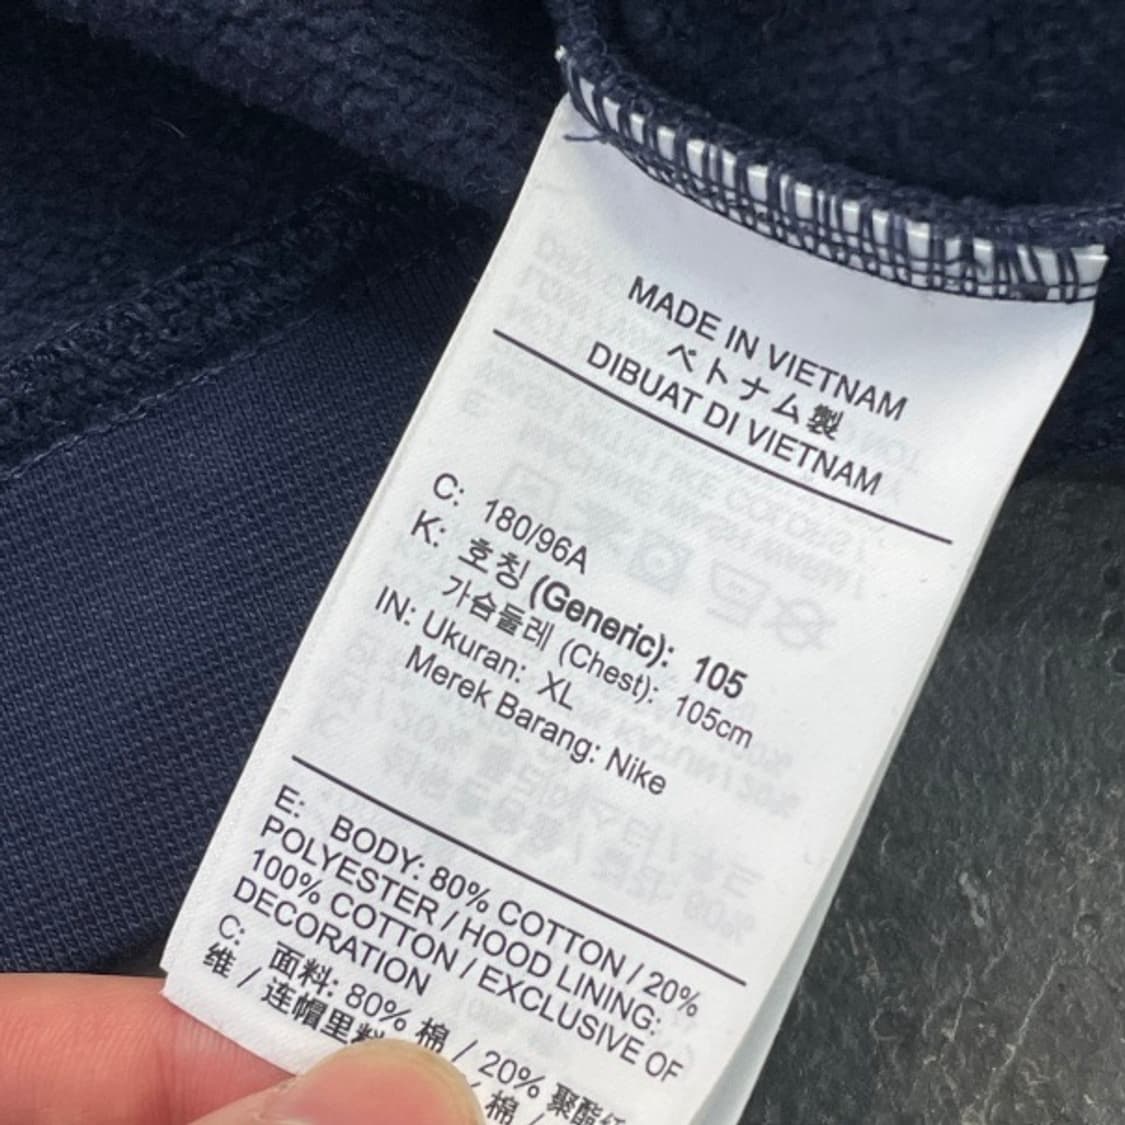 MADE IN VIETNAM
ベトナム製
DIBUAT DI VIETNAM
C: 180/96A
K: 호칭 (Generic): 105
가슴둘레 (Chest): 105cm
IN: Ukuran: XL
Merek Barang: Nike
E: BODY: 80% COTTON / 20%
POLYESTER / HOOD LINING:
100% COTTON / EXCLUSIVE OF
DECORATION
C: 面料: 80% 棉 / 20% 聚酯纤
维 / 连帽里料 棉 /